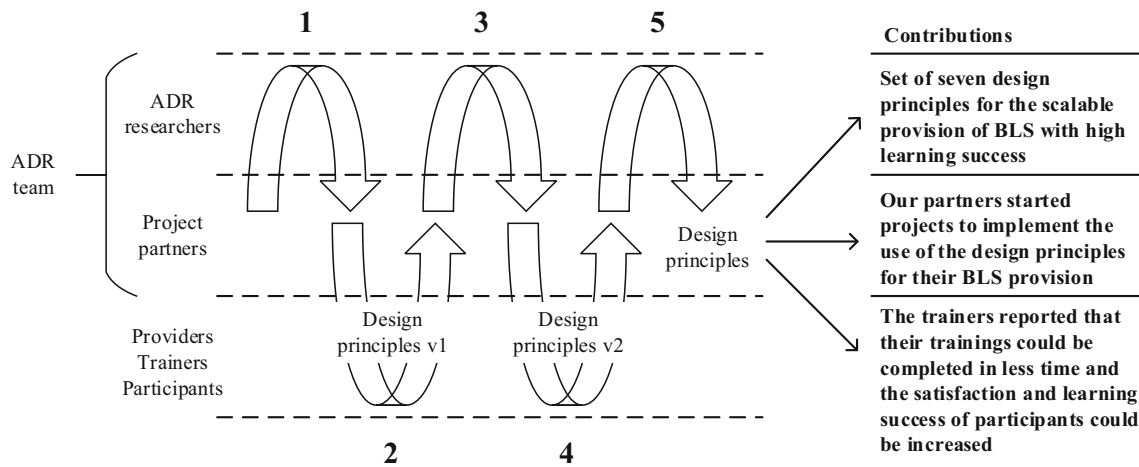 1
3
5
ADR
team
ADR
researchers
Project
partners
Providers
Trainers
Participants
Design
principles v1
Design
principles v2
Design
principles
2
4
Contributions
Set of seven design
principles for the scalable
provision of BLS with high
learning success
Our partners started
projects to implement the
use of the design principles
for their BLS provision
The trainers reported that
their trainings could be
completed in less time and
the satisfaction and learning
success of participants could
be increased